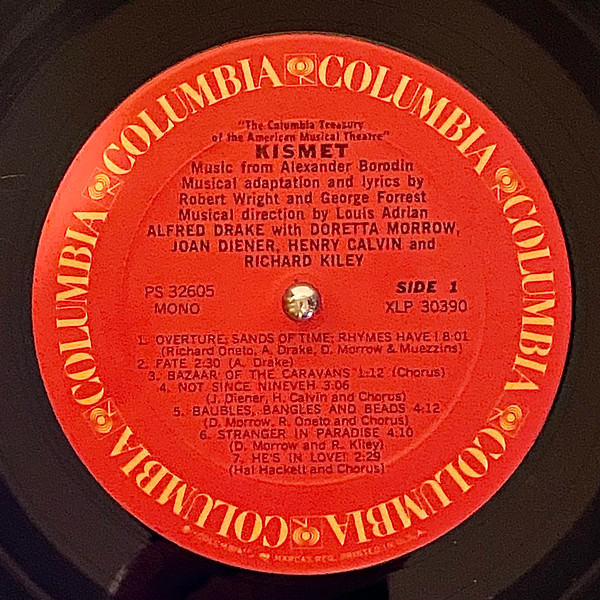 COLUMBIA COLUMBIA COLUMBIA COLUMBIA COLUMBIA COLUMBIA
"The Columbia Treasury
of the American Musical Theatre"
KISMET
Music from Alexander Borodin
Musical adaptation and lyrics by
Robert Wright and George Forrest
Musical direction by Louis Adrian
ALFRED DRAKE with DORETTA MORROW,
JOAN DIENER, HENRY CALVIN and
RICHARD KILEY
PS 32605 SIDE 1
MONO XLP 30390
1. OVERTURE; SANDS OF TIME; RHYMES HAVE I 8:01
(Richard Oneto, A. Drake, D. Morrow & Muezzins)
2. FATE 2:30 (A. Drake)
3. BAZAAR OF THE CARAVANS 1:12 (Chorus)
4. NOT SINCE NINEVEH 3:06
(J. Diener, H. Calvin and Chorus)
5. BAUBLES, BANGLES AND BEADS 4:12
(D. Morrow, R. Oneto and Chorus)
6. STRANGER IN PARADISE 4:10
(D. Morrow and R. Kiley)
7. HE'S IN LOVE! 2:29
(Hal Hackett and Chorus)
MARCAS REG. PRINTED IN U.S.A.